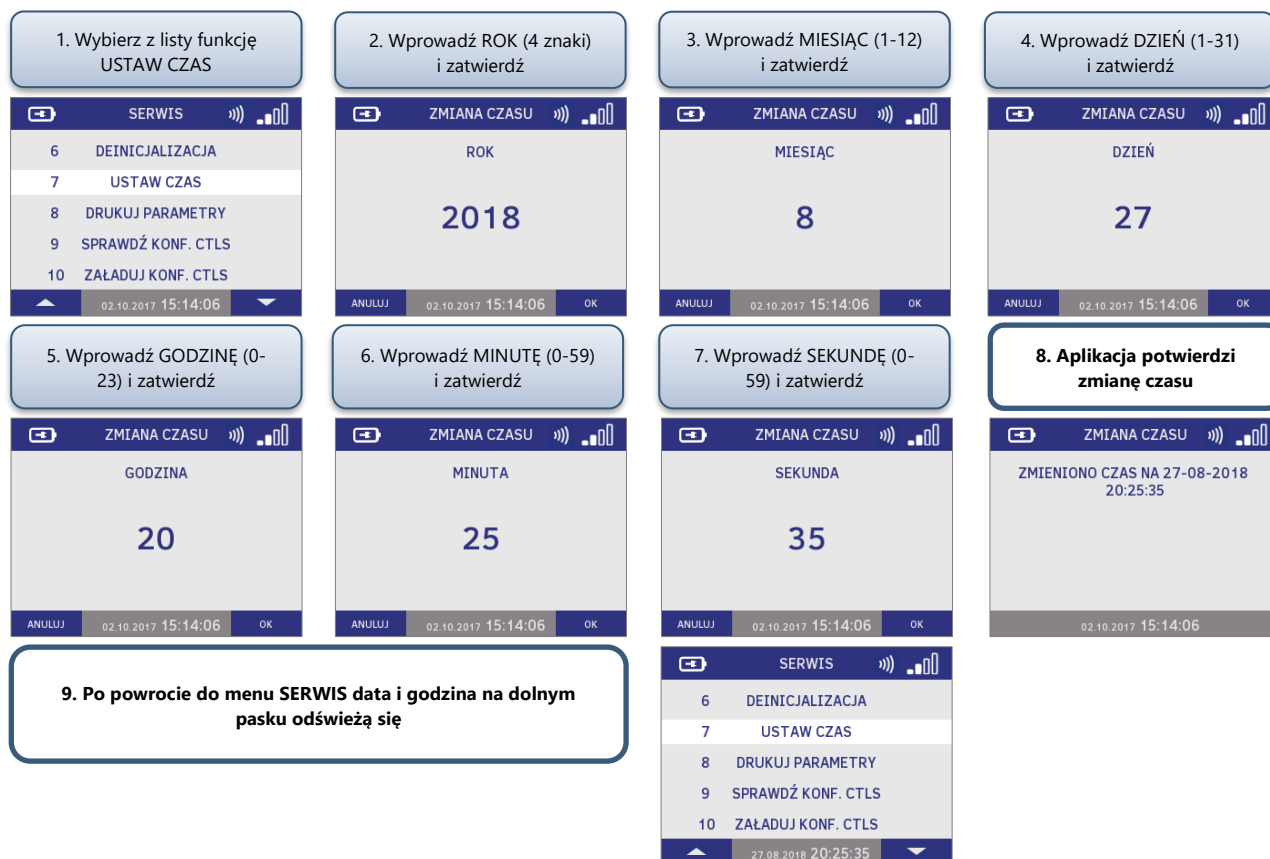 1. Wybierz z listy funkcję
USTAW CZAS
2. Wprowadź ROK (4 znaki)
i zatwierdź
3. Wprowadź MIESIĄC (1-12)
i zatwierdź
4. Wprowadź DZIEŃ (1-31)
i zatwierdź
SERWIS
6 DEINICJALIZACJA
7 USTAW CZAS
8 DRUKUJ PARAMETRY
9 SPRAWDŹ KONF. CTLS
10 ZAŁADUJ KONF. CTLS
02.10.2017 15:14:06
ZMIANA CZASU
ROK
2018
ANULUJ 02.10.2017 15:14:06 OK
ZMIANA CZASU
MIESIĄC
8
ANULUJ 02.10.2017 15:14:06 OK
ZMIANA CZASU
DZIEŃ
27
ANULUJ 02.10.2017 15:14:06 OK
5. Wprowadź GODZINĘ (0-
23) i zatwierdź
6. Wprowadź MINUTĘ (0-59)
i zatwierdź
7. Wprowadź SEKUNDĘ (0-
59) i zatwierdź
8. Aplikacja potwierdzi
zmianę czasu
ZMIANA CZASU
GODZINA
20
ANULUJ 02.10.2017 15:14:06 OK
ZMIANA CZASU
MINUTA
25
ANULUJ 02.10.2017 15:14:06 OK
ZMIANA CZASU
SEKUNDA
35
ANULUJ 02.10.2017 15:14:06 OK
ZMIANA CZASU
ZMIENIONO CZAS NA 27-08-2018
20:25:35
02.10.2017 15:14:06
9. Po powrocie do menu SERWIS data i godzina na dolnym
pasku odświeżą się
SERWIS
6 DEINICJALIZACJA
7 USTAW CZAS
8 DRUKUJ PARAMETRY
9 SPRAWDŹ KONF. CTLS
10 ZAŁADUJ KONF. CTLS
27.08.2018 20:25:35